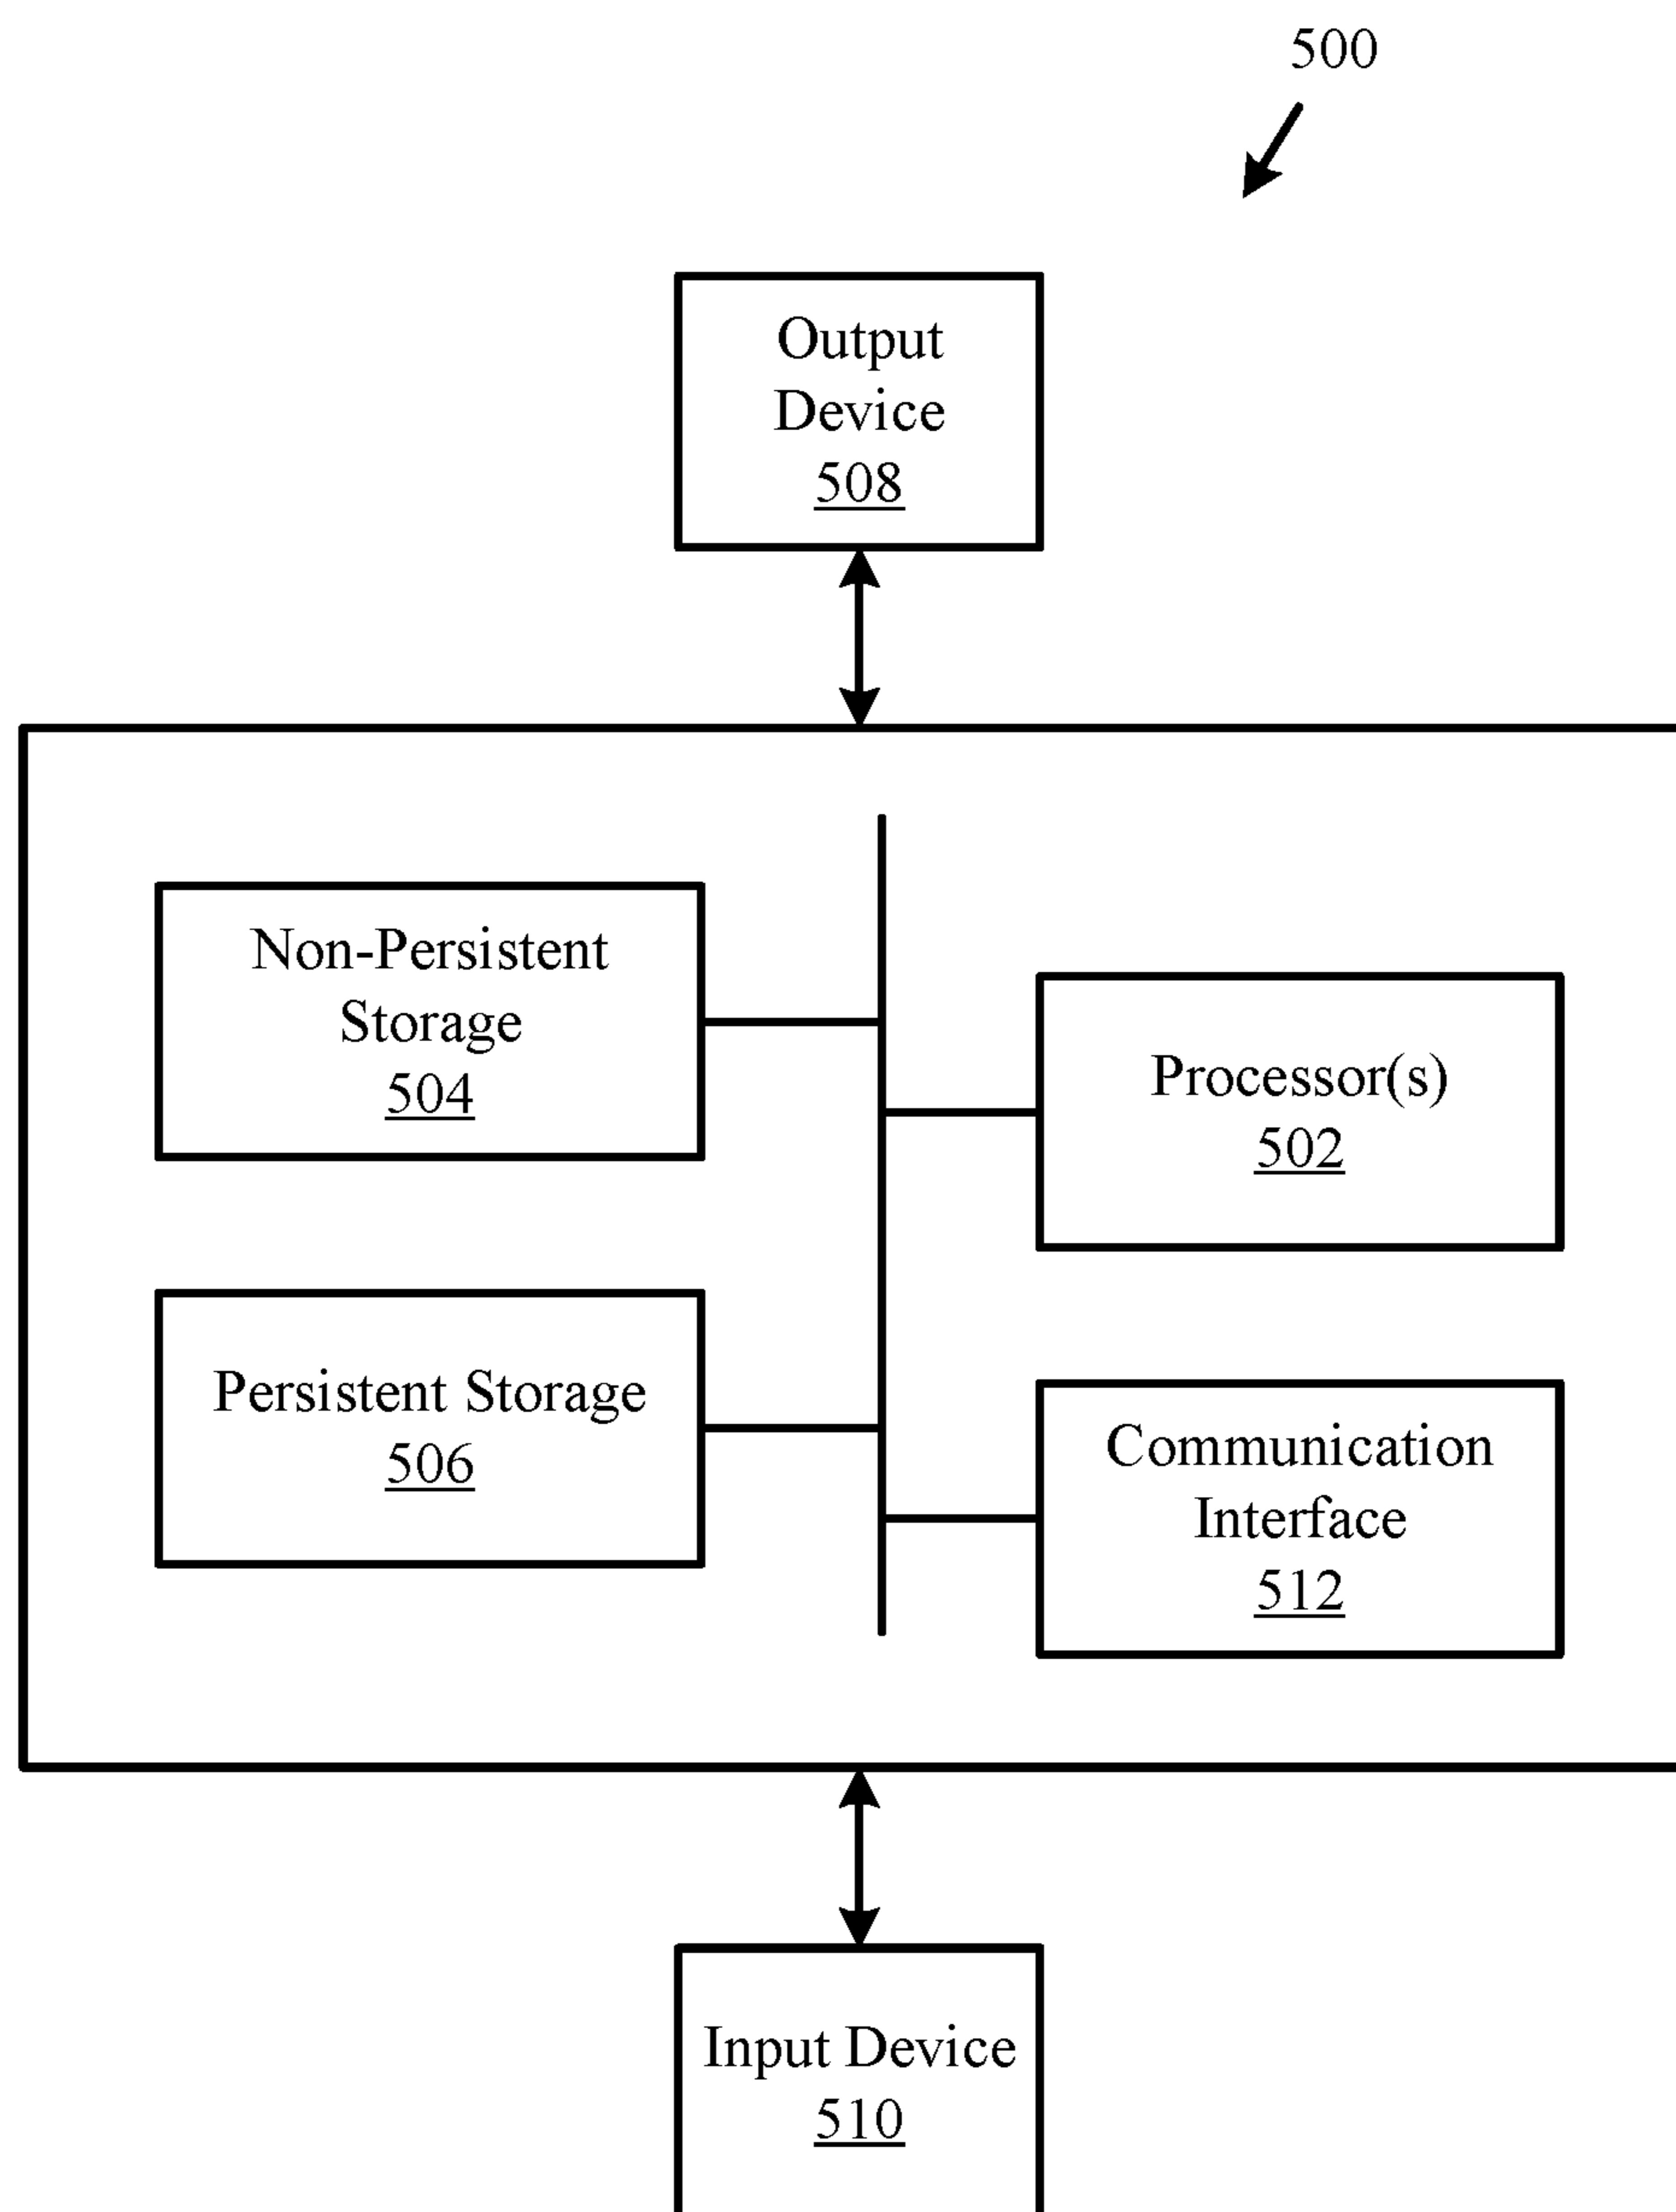 500
Output
Device
508
Non-Persistent
Storage
504
Processor(s)
502
Persistent Storage
506
Communication
Interface
512
Input Device
510